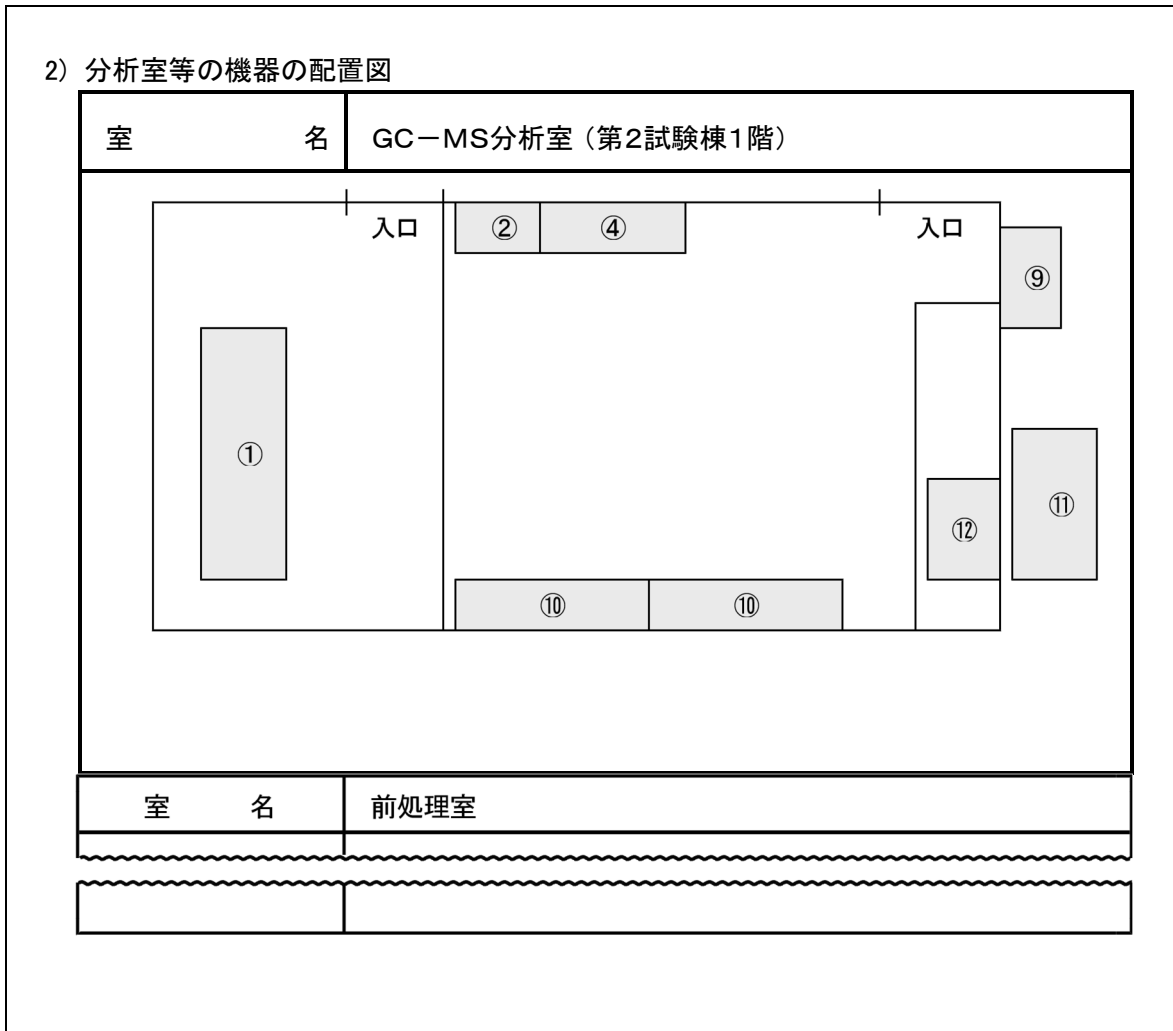 2) 分析室等の機器の配置図
室 名 GC－MS分析室（第2試験棟1階）
入口 ② ④ 入口
⑨
①
⑫ ⑪
⑩ ⑩
室 名 前処理室